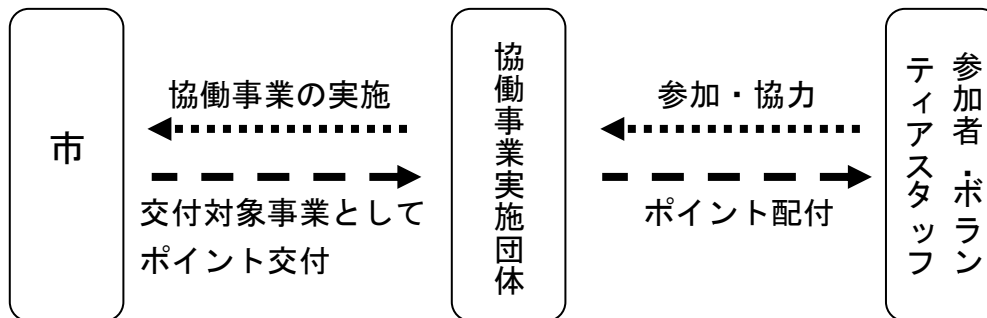 市
協働事業の実施
交付対象事業として
ポイント交付
協働事業実施団体
参加・協力
ポイント配付
参加者・ボラン
ティアスタッフ